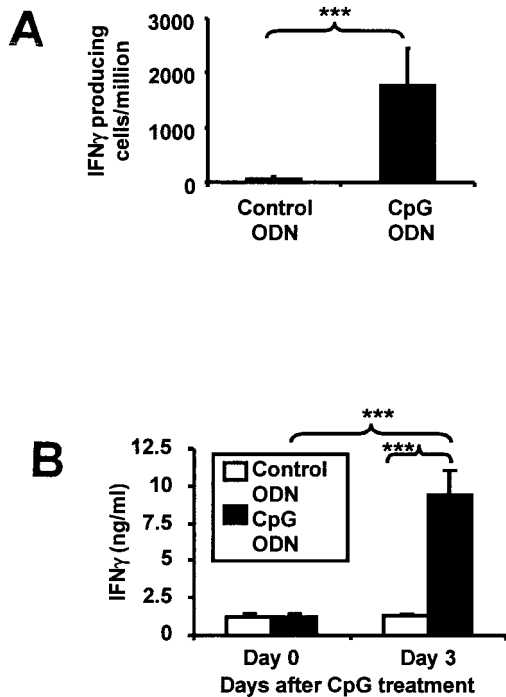 A
***
IFNγ producing
cells/million
3000
2000
1000
0
Control
ODN
CpG
ODN
B
***
***
IFNγ (ng/ml)
12.5
10
7.5
5
2.5
0
Control
ODN
CpG
ODN
Day 0
Day 3
Days after CpG treatment